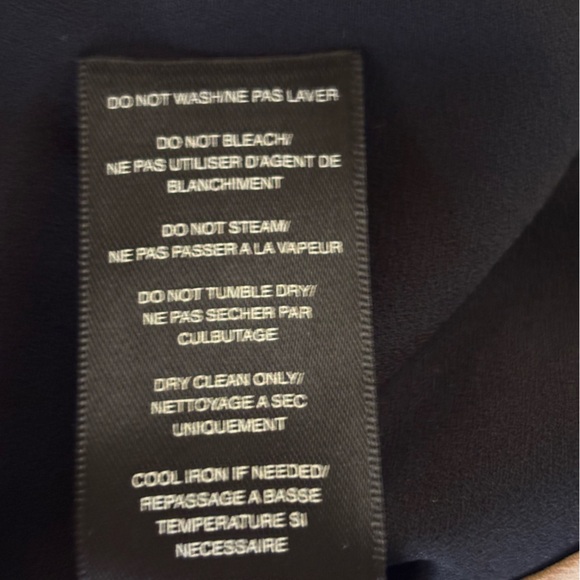 DO NOT WASH/NE PAS LAVER
DO NOT BLEACH/
NE PAS UTILISER D'AGENT DE
BLANCHIMENT
DO NOT STEAM/
NE PAS PASSER A LA VAPEUR
DO NOT TUMBLE DRY/
NE PAS SECHER PAR
CULBUTAGE
DRY CLEAN ONLY/
NETTOYAGE A SEC
UNIQUEMENT
COOL IRON IF NEEDED/
REPASSAGE A BASSE
TEMPERATURE SI
NECESSAIRE